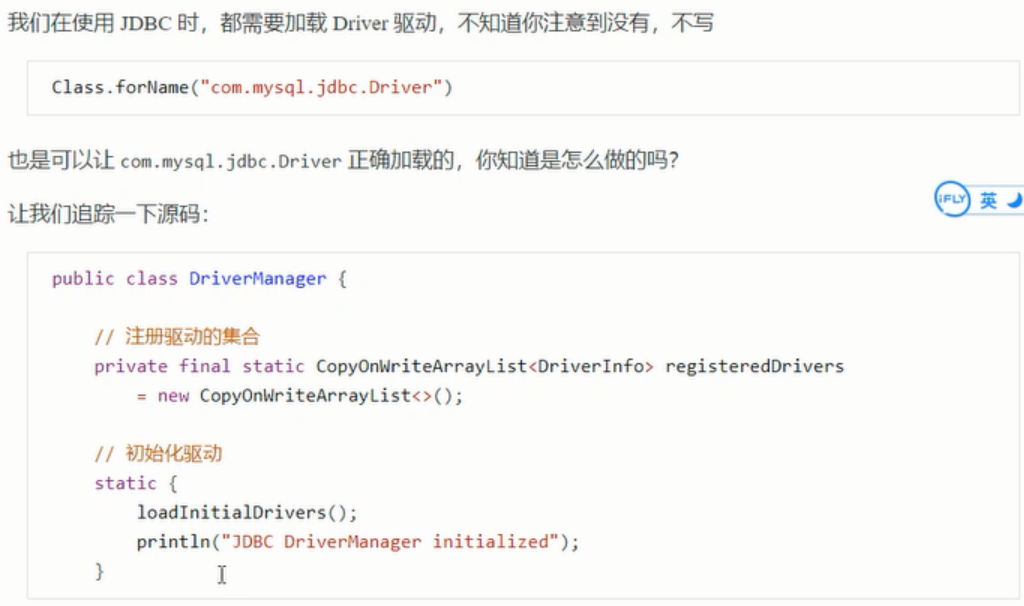 我们在使用 JDBC 时，都需要加载 Driver 驱动，不知道你注意到没有，不写
Class.forName("com.mysql.jdbc.Driver")
也是可以让 com.mysql.jdbc.Driver 正确加载的，你知道是怎么做的吗？
iFLY 英
让我们追踪一下源码：
public class DriverManager {
// 注册驱动的集合
private final static CopyOnWriteArrayList<DriverInfo> registeredDrivers
= new CopyOnWriteArrayList<>();
// 初始化驱动
static {
loadInitialDrivers();
println("JDBC DriverManager initialized");
}